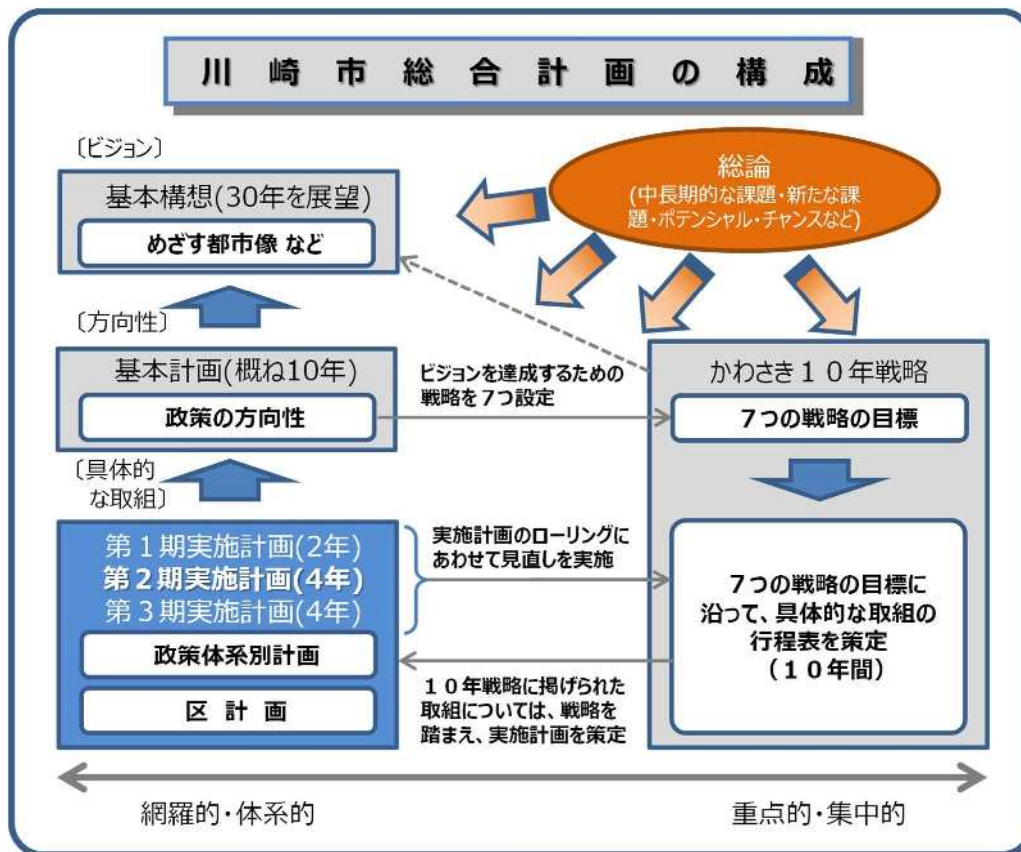 川崎市総合計画の構成
〔ビジョン〕
基本構想(30年を展望)
めざす都市像 など
総論
(中長期的な課題・新たな課
題・ポテンシャル・チャンスなど)
〔方向性〕
基本計画(概ね10年)
政策の方向性
ビジョンを達成するための
戦略を７つ設定
かわさき１０年戦略
７つの戦略の目標
〔具体的
な取組〕
第１期実施計画(2年)
第２期実施計画(4年)
第３期実施計画(4年)
政策体系別計画
区 計 画
実施計画のローリングに
あわせて見直しを実施
１０年戦略に掲げられた
取組については、戦略を
踏まえ、実施計画を策定
７つの戦略の目標に
沿って、具体的な取組の
行程表を策定
（１０年間）
網羅的・体系的
重点的・集中的